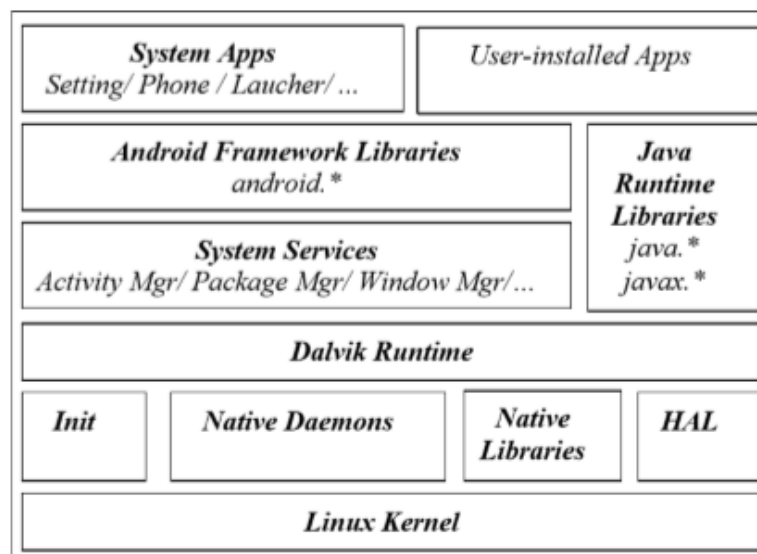 System Apps
Setting/ Phone / Laucher/ ...
User-installed Apps
Android Framework Libraries
android.*
Java
Runtime
Libraries
java.*
javax.*
System Services
Activity Mgr/ Package Mgr/ Window Mgr/...
Dalvik Runtime
Init
Native Daemons
Native
Libraries
HAL
Linux Kernel